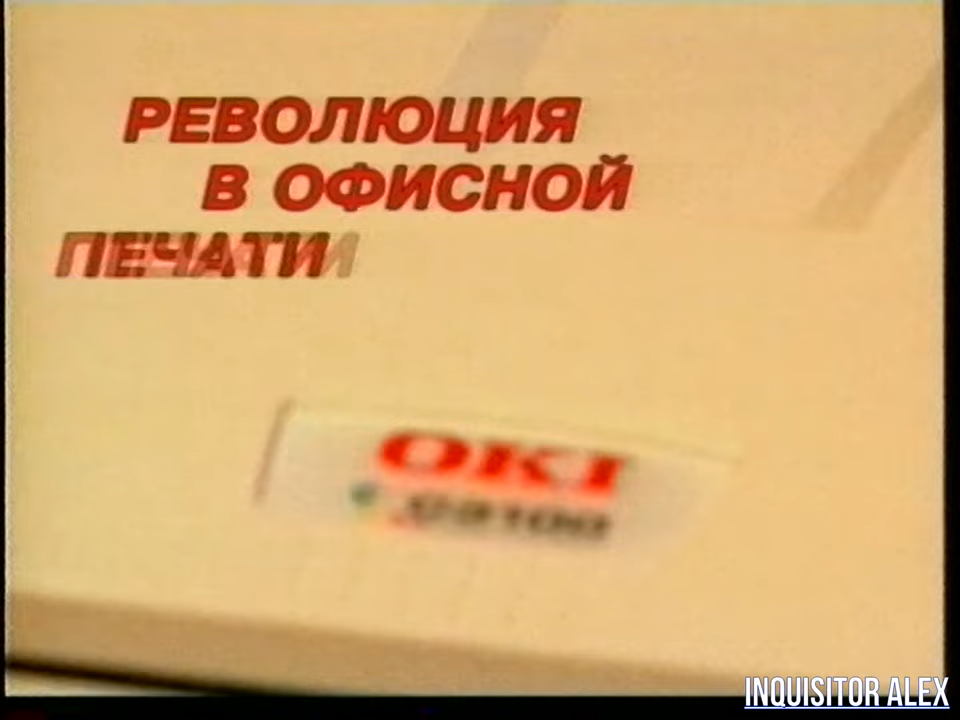 РЕВОЛЮЦИЯ
В ОФИСНОЙ
ПЕЧАТИ
OKI
INQUISITOR ALEX